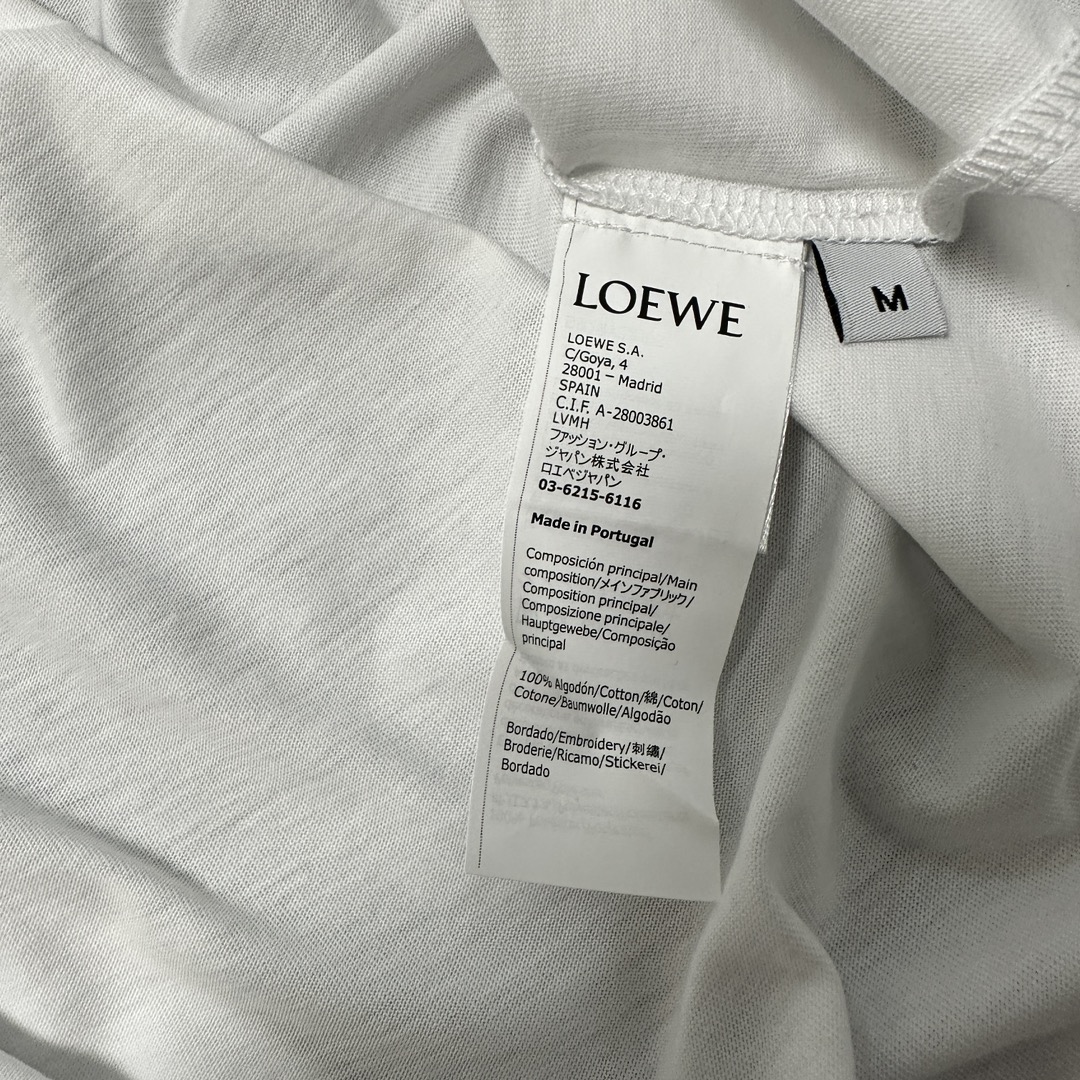 LOEWE
M
LOEWE S.A.
C/Goya, 4
28001 – Madrid
SPAIN
C.I.F. A-28003861
LVMH
ファッション・グループ・
ジャパン株式会社
ロエベジャパン
03-6215-6116
Made in Portugal
Composición principal/Main
composition/メインファブリック/
Composition principal/
Composizione principale/
Hauptgewebe/Composição
principal
100% Algodón/Cotton/綿/Coton/
Cotone/Baumwolle/Algodão
Bordado/Embroidery/刺繍/
Broderie/Ricamo/Stickerei/
Bordado